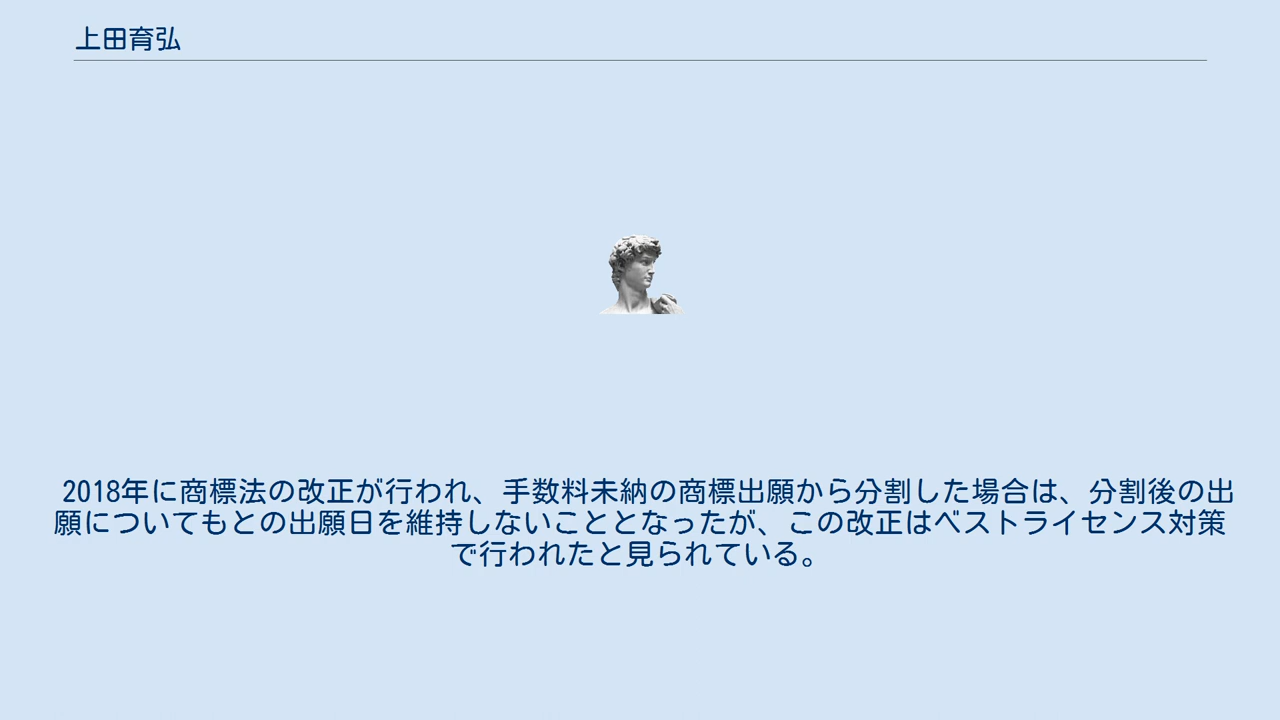 上田育弘
2018年に商標法の改正が行われ、手数料未納の商標出願から分割した場合は、分割後の出
願についてもとの出願日を維持しないこととなったが、この改正はベストライセンス対策
で行われたと見られている。